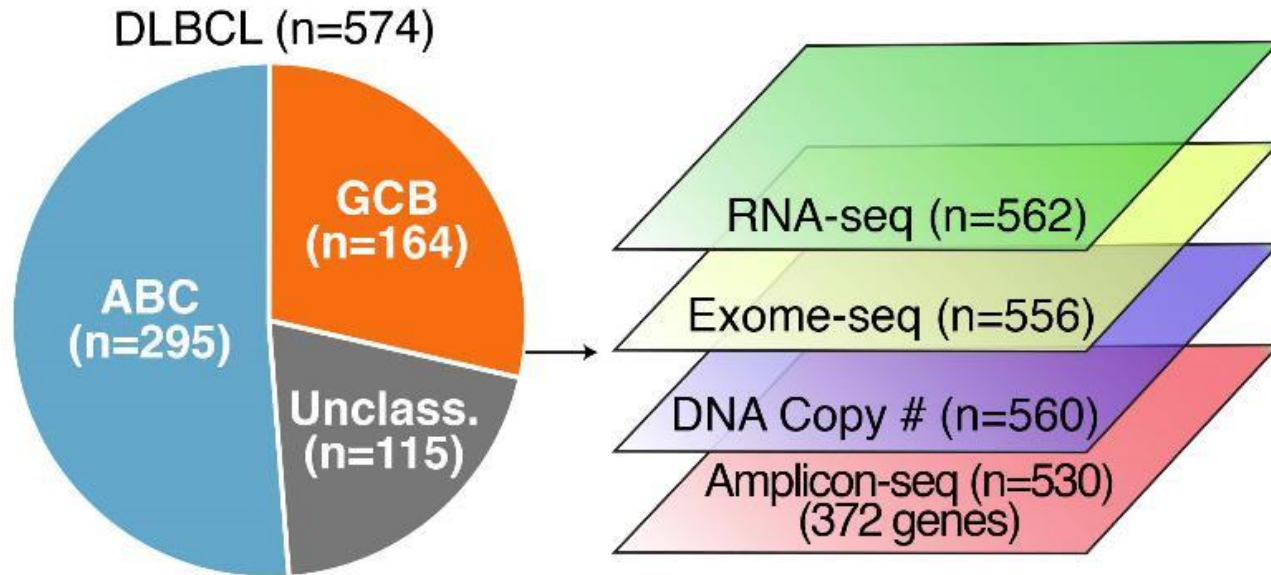 DLBCL (n=574)
GCB
(n=164)
ABC
(n=295)
Unclass.
(n=115)
RNA-seq (n=562)
Exome-seq (n=556)
DNA Copy # (n=560)
Amplicon-seq (n=530)
(372 genes)